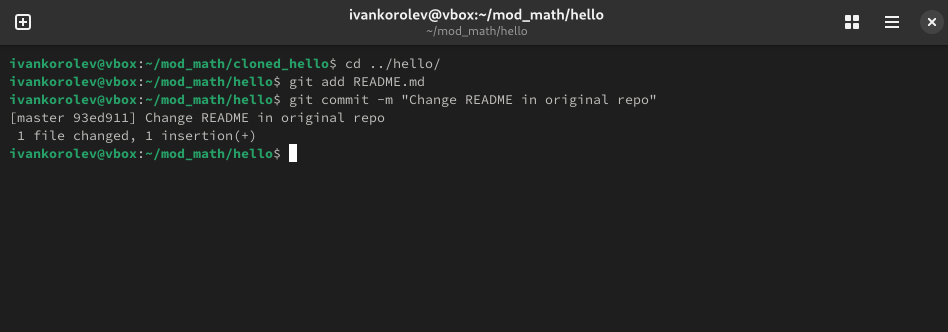 ivankorolev@vbox:~/mod_math/hello
~/mod_math/hello
ivankorolev@vbox:~/mod_math/cloned_hello$ cd ../hello/
ivankorolev@vbox:~/mod_math/hello$ git add README.md
ivankorolev@vbox:~/mod_math/hello$ git commit -m "Change README in original repo"
[master 93ed911] Change README in original repo
 1 file changed, 1 insertion(+)
ivankorolev@vbox:~/mod_math/hello$